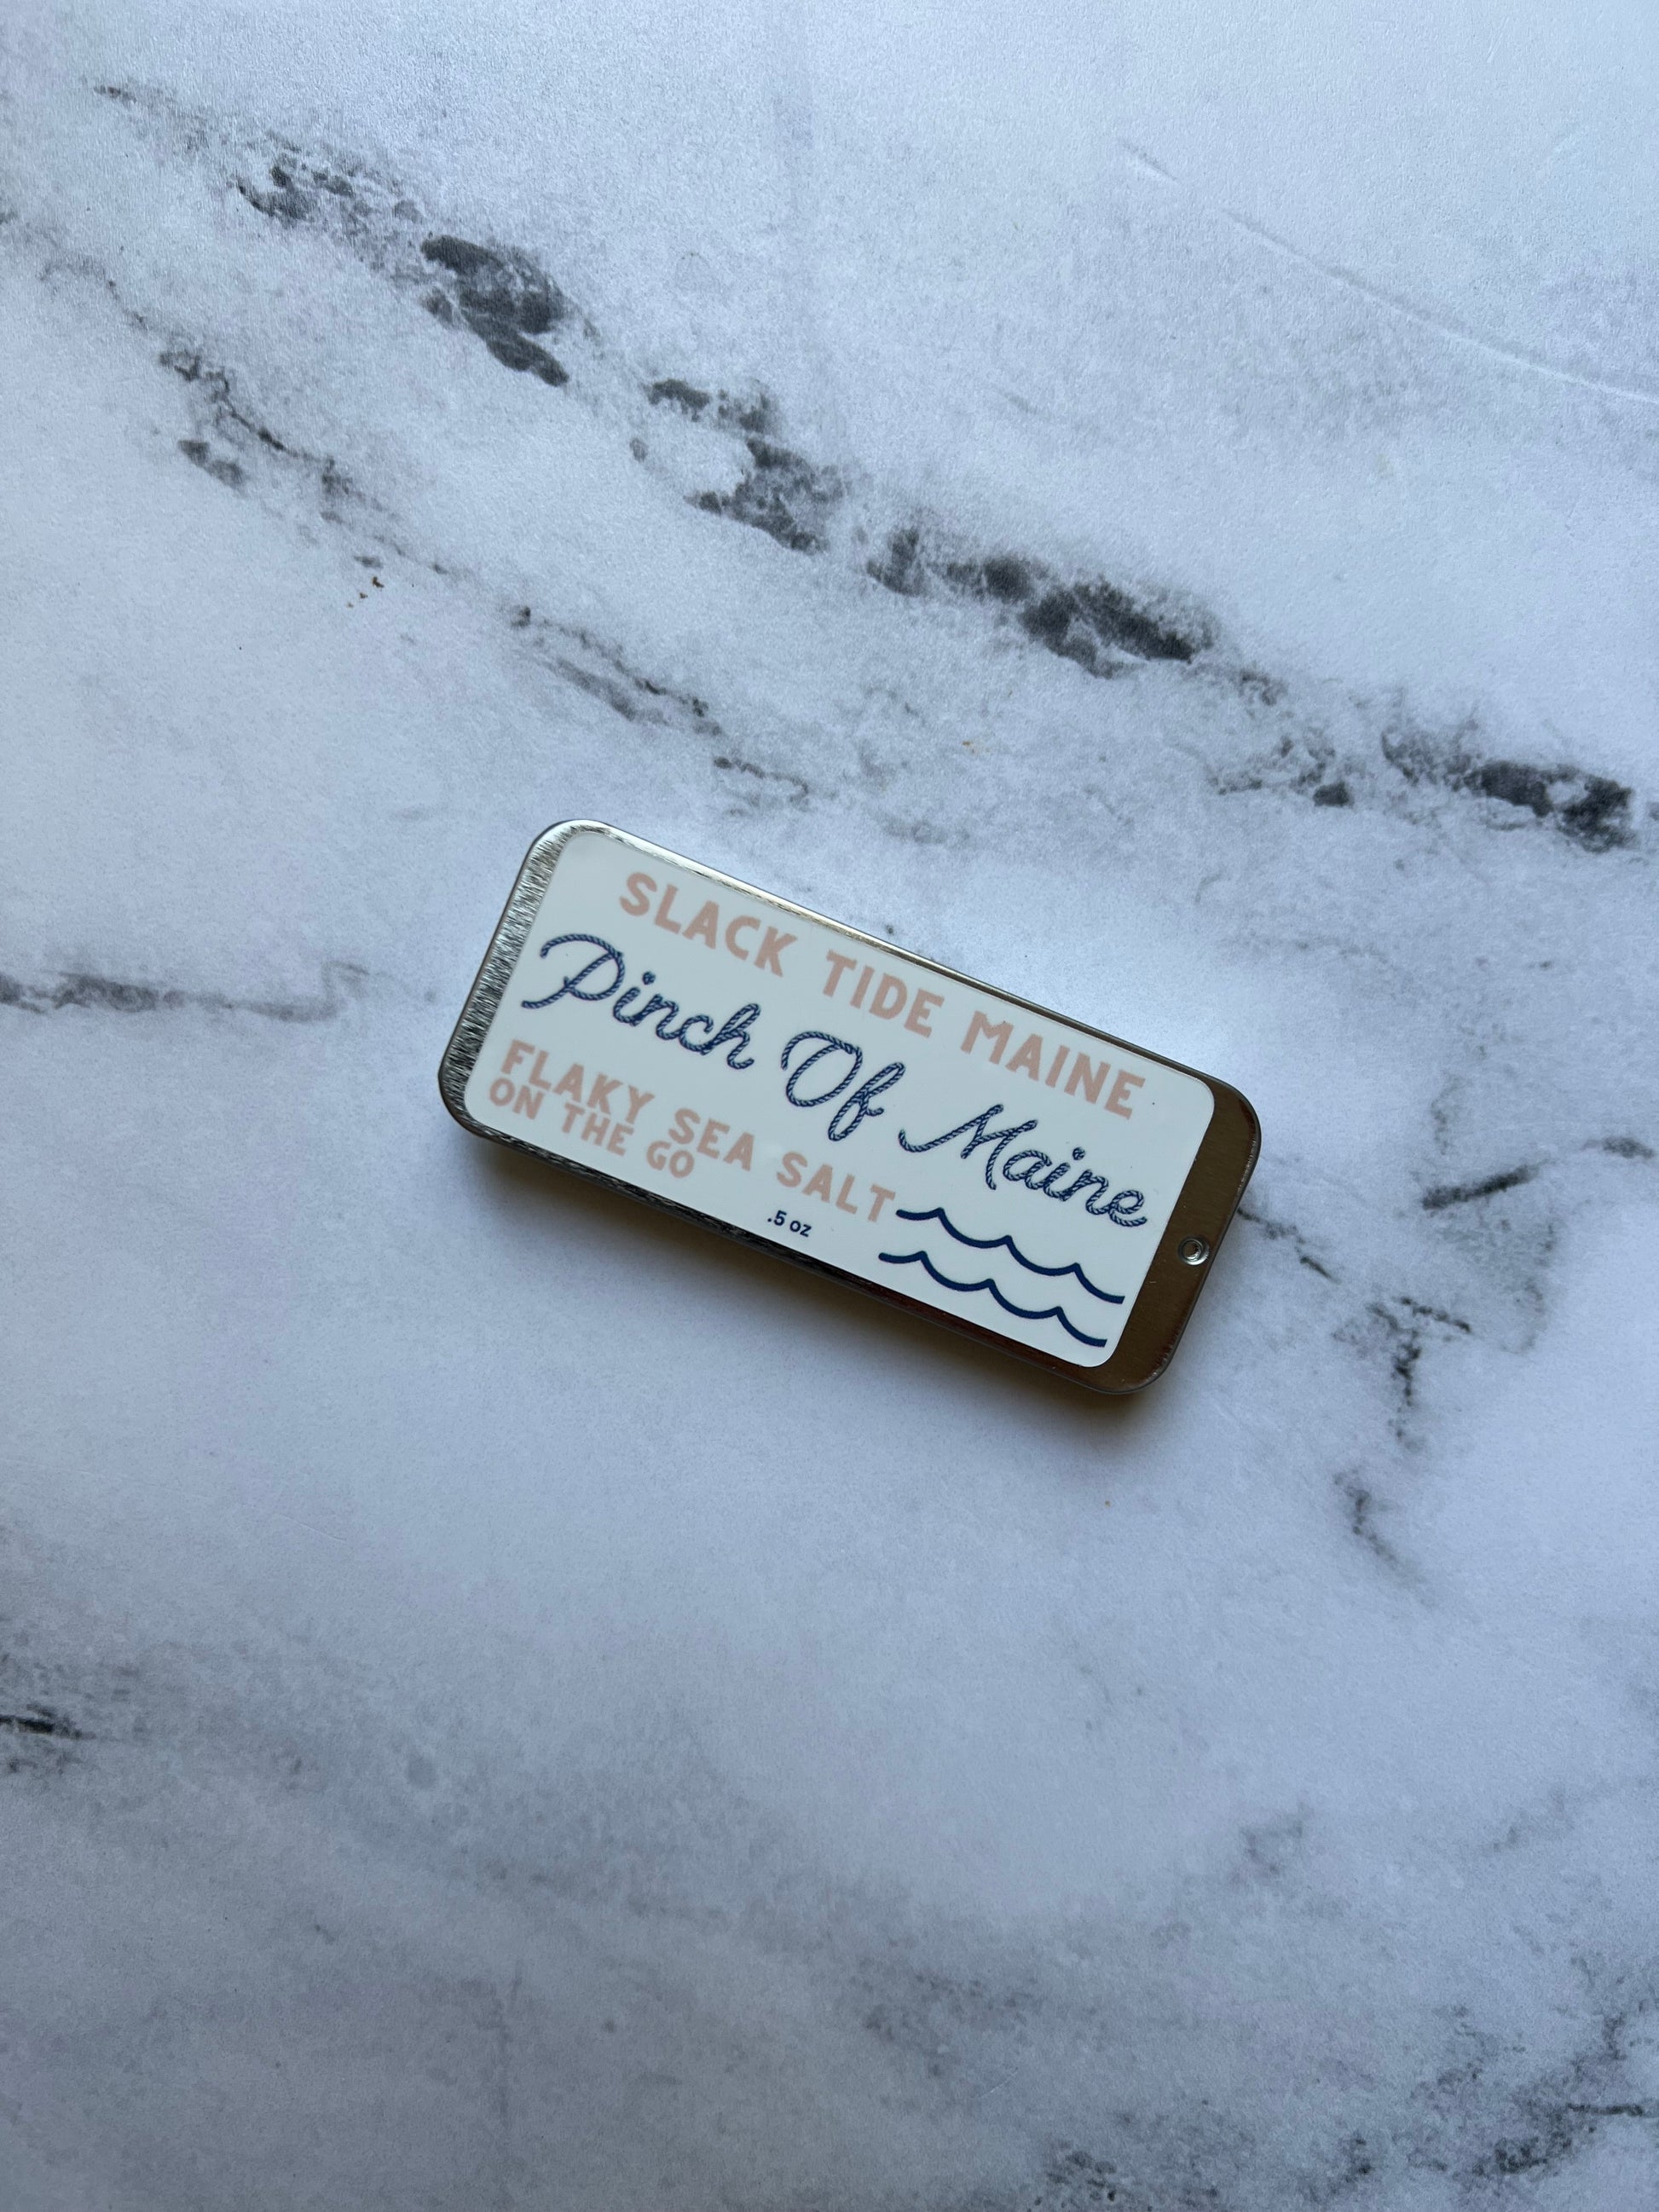 SLACK TIDE MAINE
Pinch Of Maine
FLAKY SEA SALT
ON THE GO
.5 oz